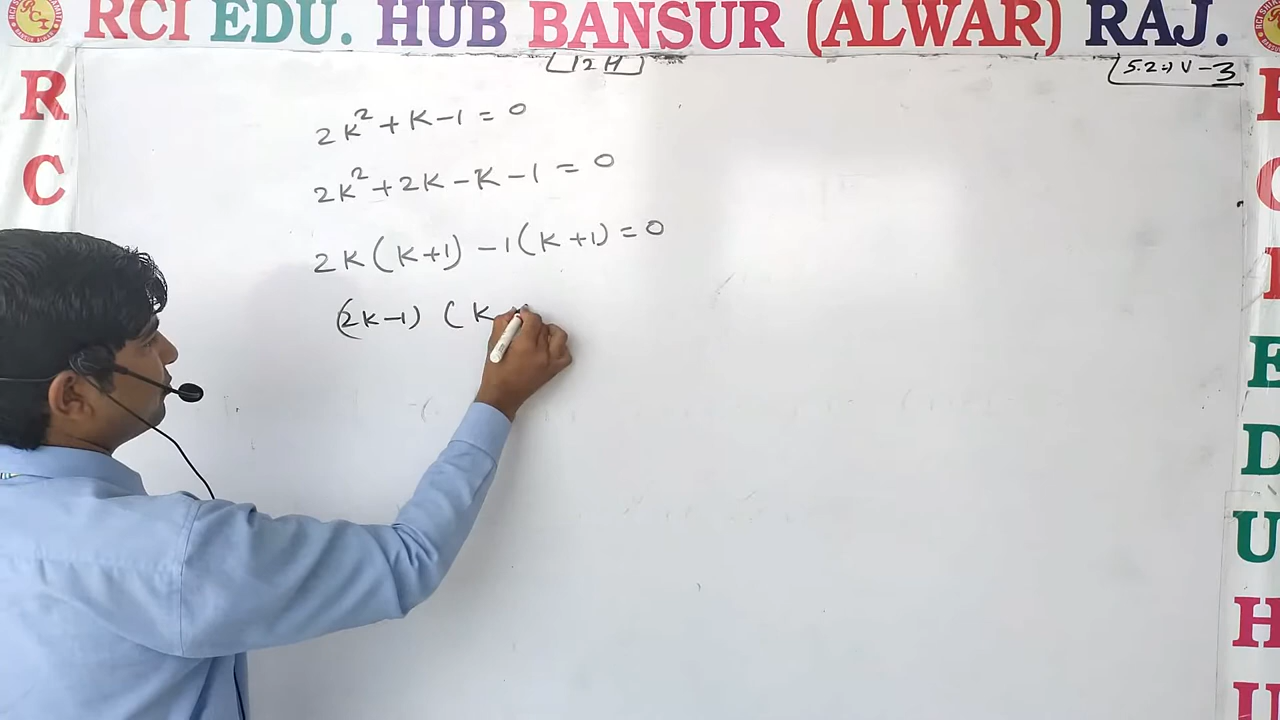 RCI EDU. HUB BANSUR (ALWAR) RAJ.
12 H
5.2 ⇒ V-3
R
C
2K² + K - 1 = 0
2K² + 2K - K - 1 = 0
2K(K+1) - 1(K+1) = 0
(2K-1) (K
R
C
I
E
D
U
H
U